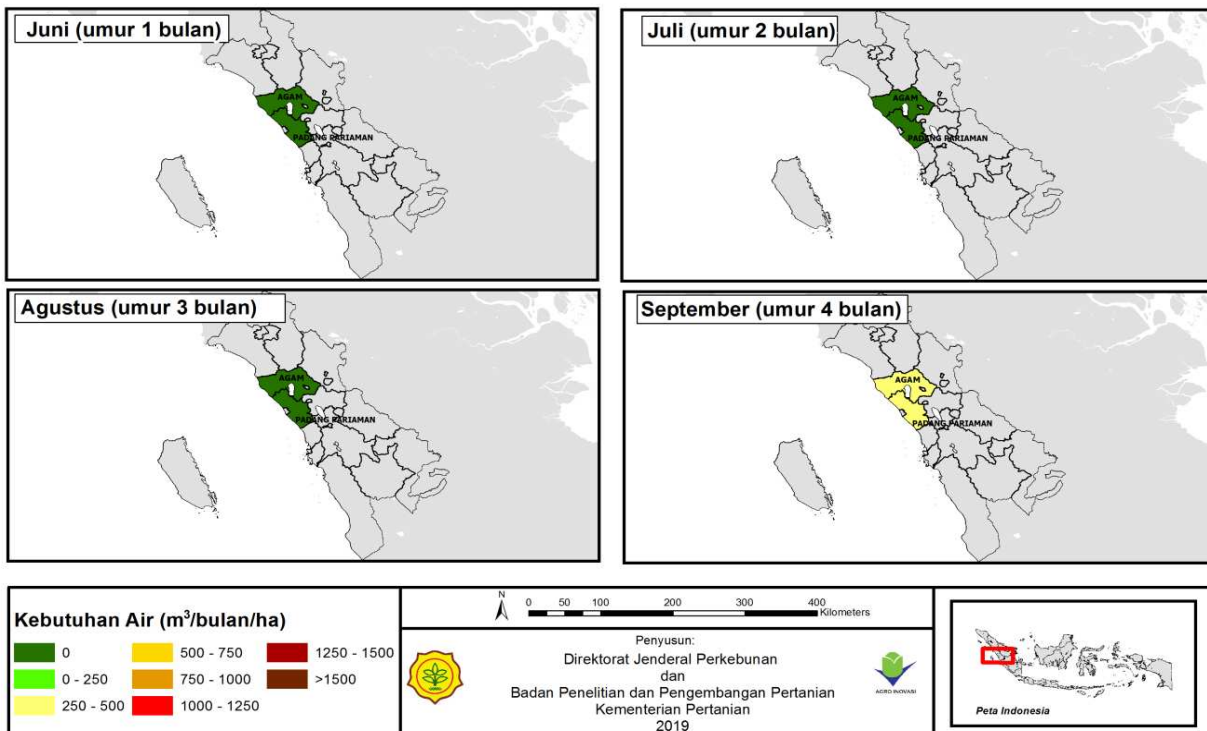 Juni (umur 1 bulan)
AGAM
PADANG PARIAMAN
Juli (umur 2 bulan)
AGAM
PADANG PARIAMAN
Agustus (umur 3 bulan)
AGAM
PADANG PARIAMAN
September (umur 4 bulan)
AGAM
PADANG PARIAMAN
Kebutuhan Air (m³/bulan/ha)
0
0 - 250
250 - 500
500 - 750
750 - 1000
1000 - 1250
1250 - 1500
>1500
N
0 50 100 200 300 400
Kilometers
Penyusun:
Direktorat Jenderal Perkebunan
dan
Badan Penelitian dan Pengembangan Pertanian
Kementerian Pertanian
2019
AGRO INOVASI
Peta Indonesia